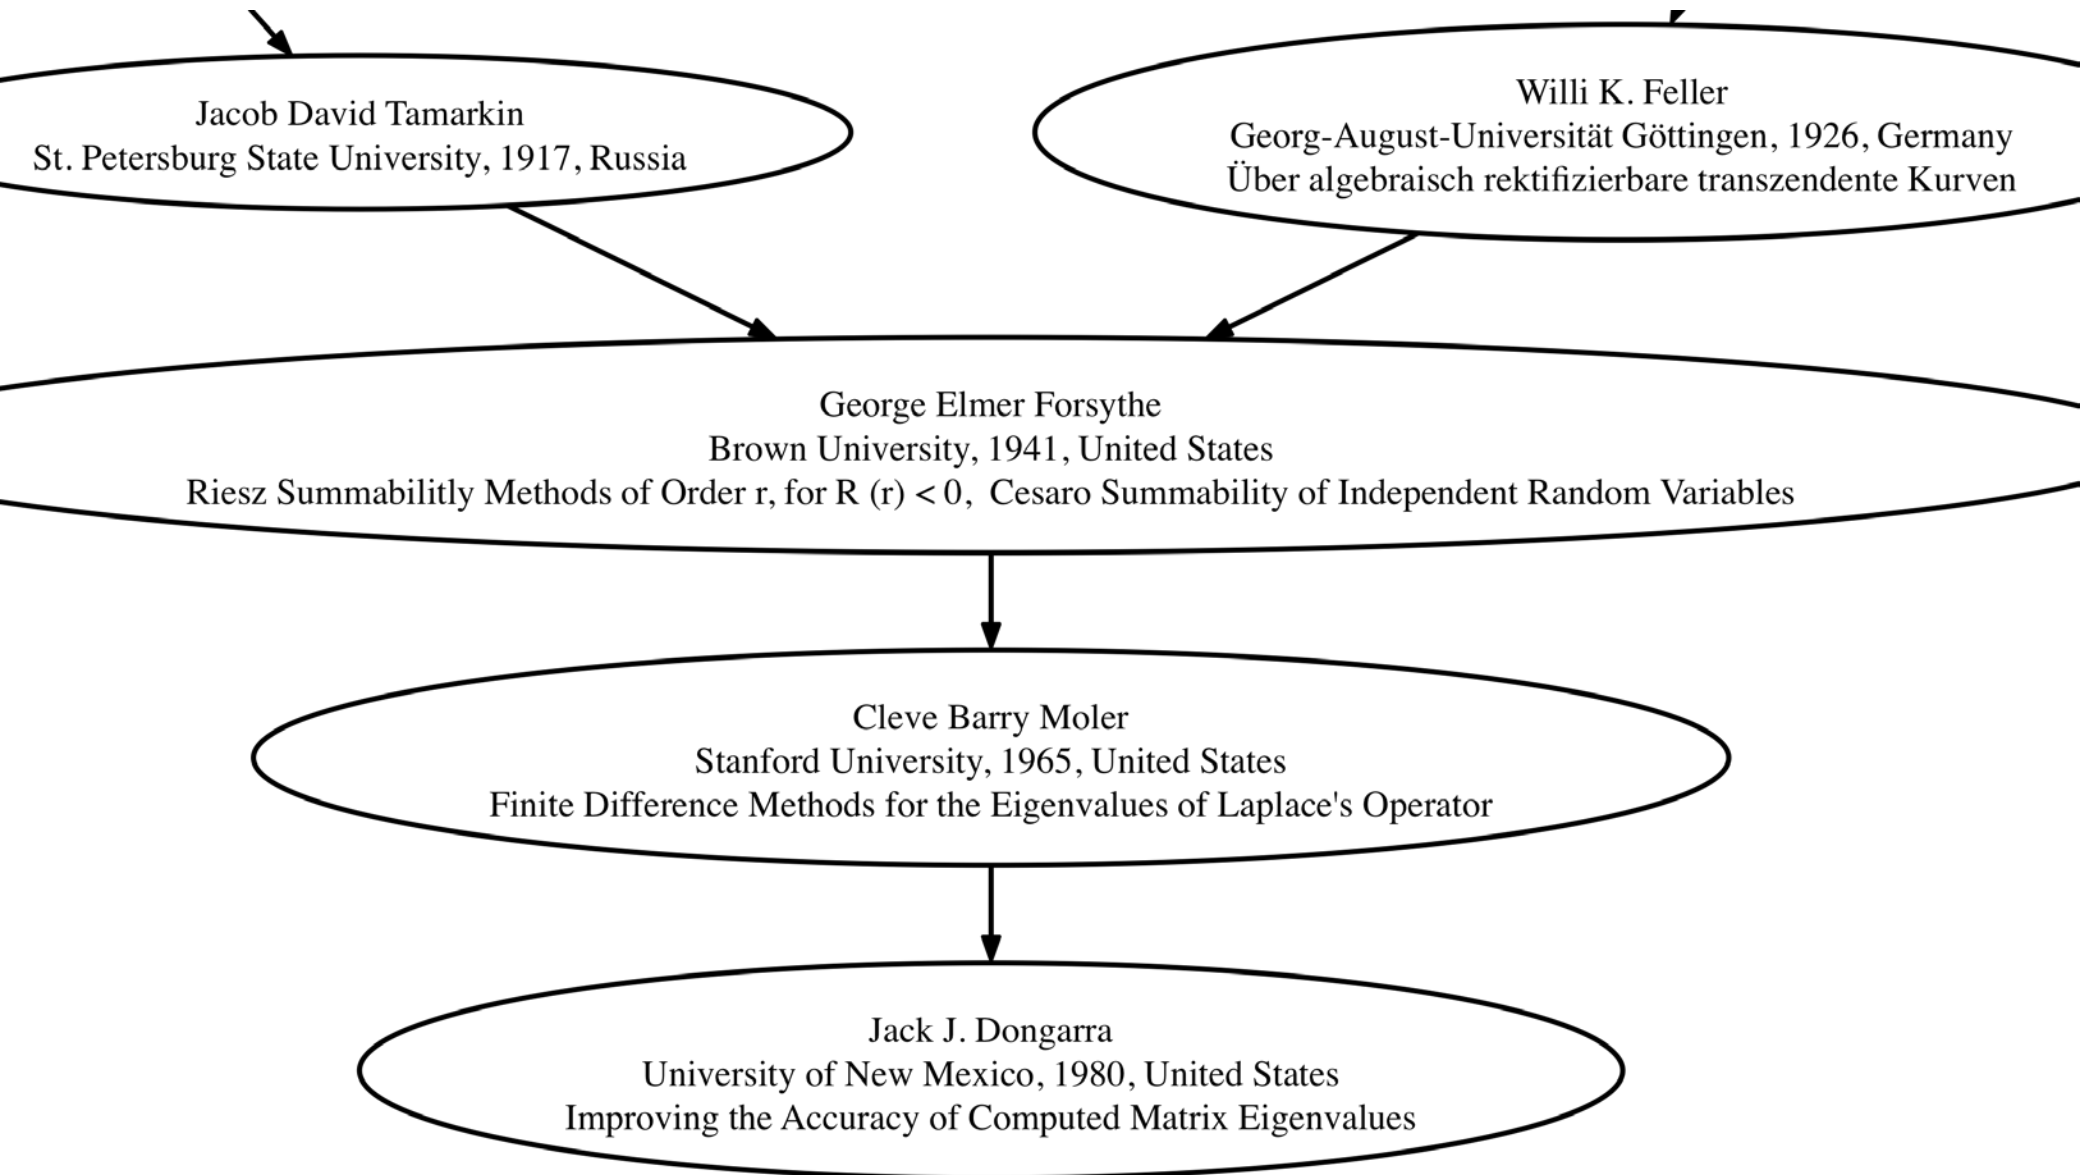 Jacob David Tamarkin
St. Petersburg State University, 1917, Russia
Willi K. Feller
Georg-August-Universität Göttingen, 1926, Germany
Über algebraisch rektifizierbare transzendente Kurven
George Elmer Forsythe
Brown University, 1941, United States
Riesz Summabilitly Methods of Order r, for R (r) < 0,  Cesaro Summability of Independent Random Variables
Cleve Barry Moler
Stanford University, 1965, United States
Finite Difference Methods for the Eigenvalues of Laplace's Operator
Jack J. Dongarra
University of New Mexico, 1980, United States
Improving the Accuracy of Computed Matrix Eigenvalues